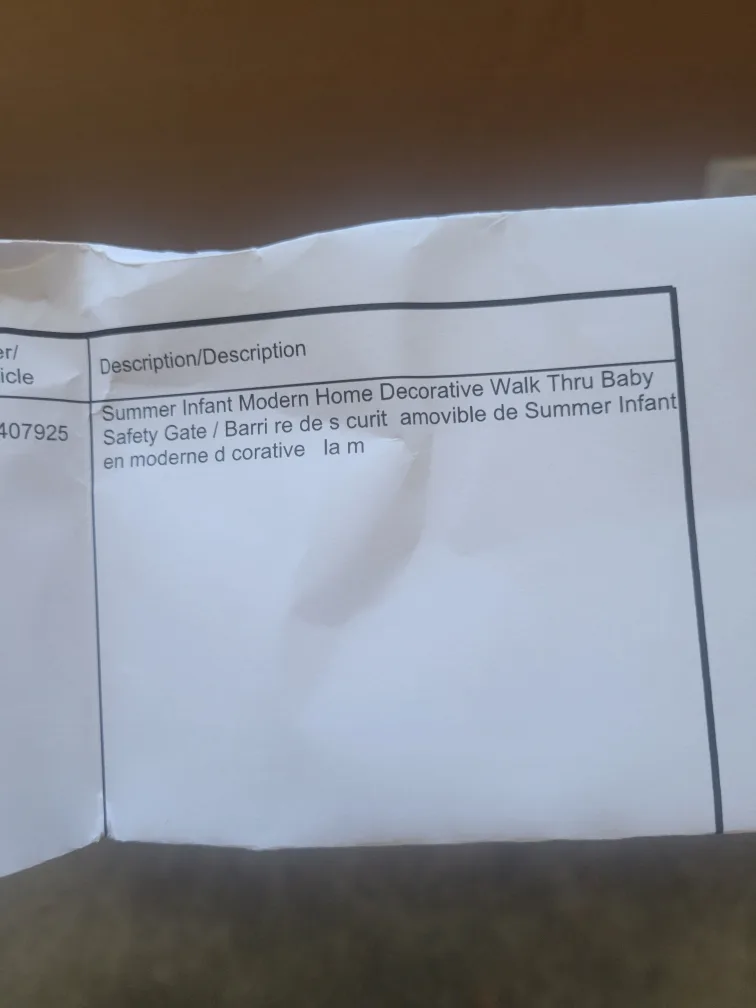 er/
icle
Description/Description
407925
Summer Infant Modern Home Decorative Walk Thru Baby
Safety Gate / Barri re de s curit  amovible de Summer Infant
en moderne d corative   la m